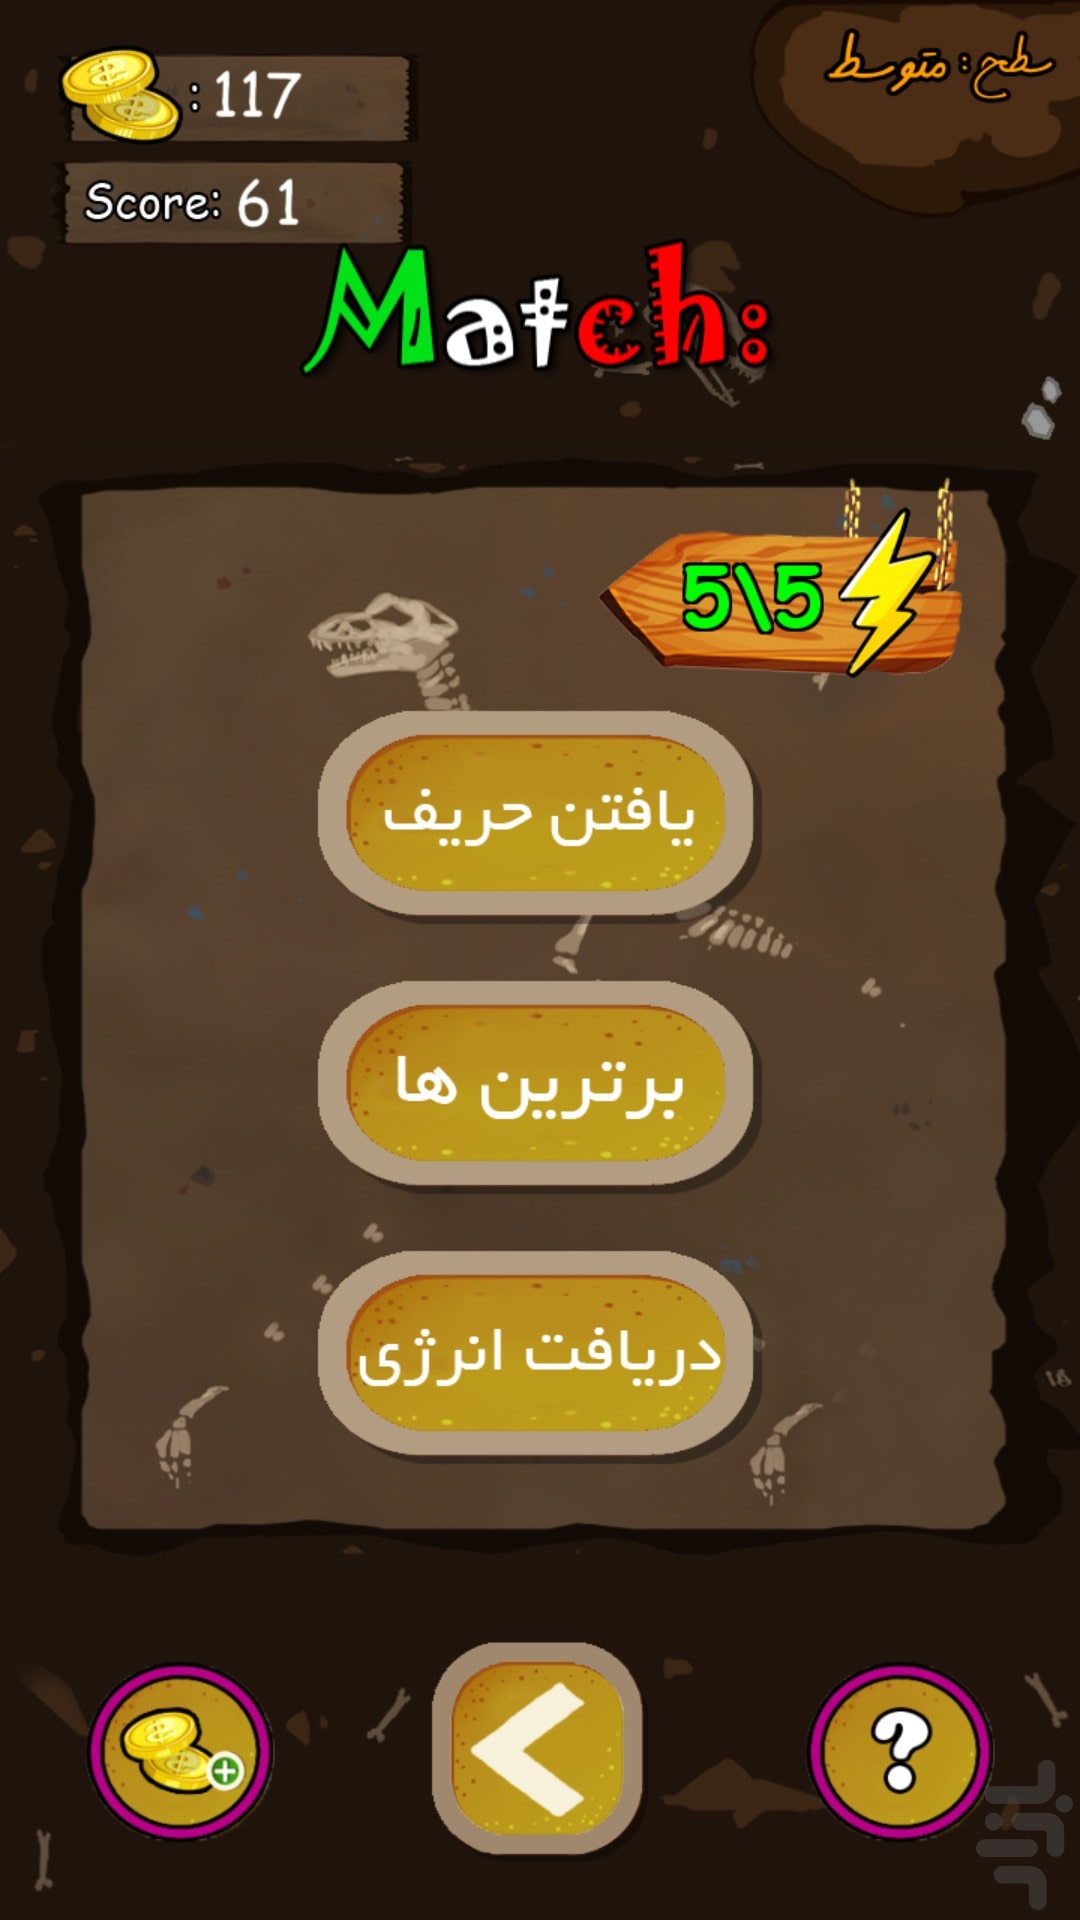 : 117
سطح : متوسط
Score: 61
Match:
5\5
یافتن حریف
برترین ها
دریافت انرژی
?